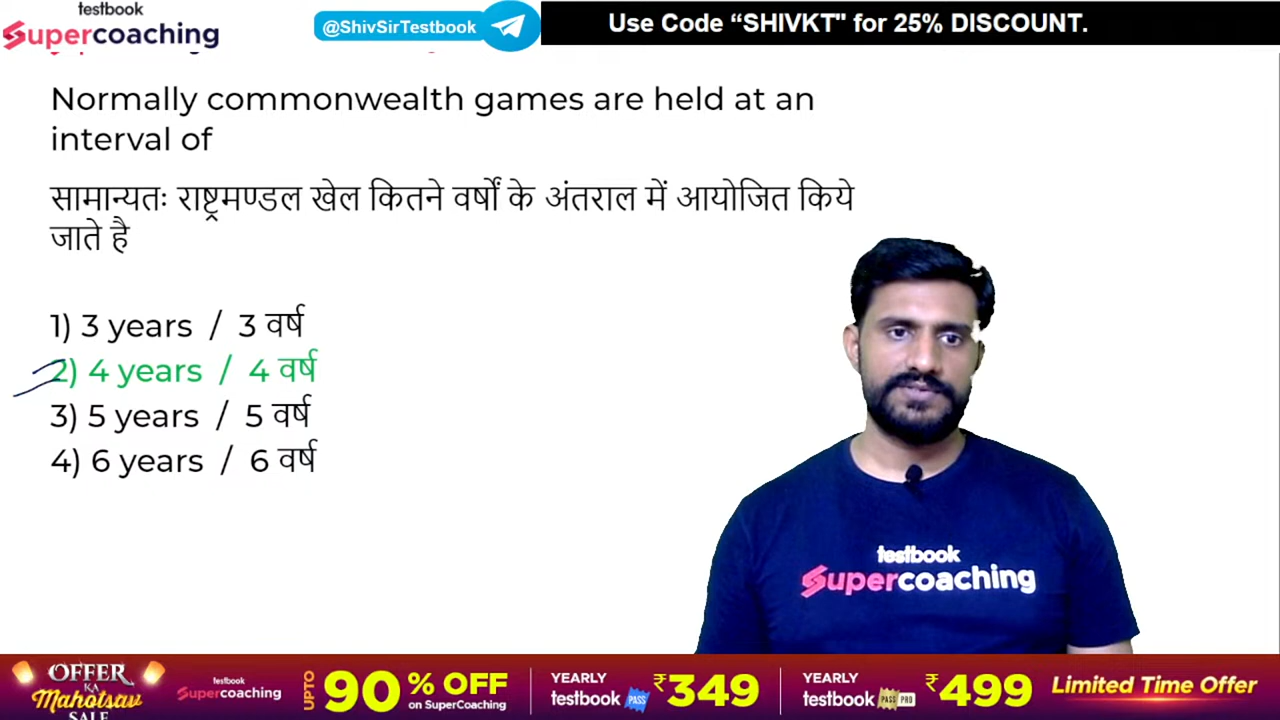 testbook
Supercoaching
@ShivSirTestbook
Use Code “SHIVKT" for 25% DISCOUNT.
Normally commonwealth games are held at an
interval of
सामान्यतः राष्ट्रमण्डल खेल कितने वर्षों के अंतराल में आयोजित किये
जाते है
1) 3 years / 3 वर्ष
2) 4 years / 4 वर्ष
3) 5 years / 5 वर्ष
4) 6 years / 6 वर्ष
testbook
Supercoaching
OFFER
KA
Mahotsav
SALE
testbook
Supercoaching
UPTO
90% OFF
on SuperCoaching
YEARLY
testbook PASS
₹349
YEARLY
testbook PASS PRO
₹499
Limited Time Offer